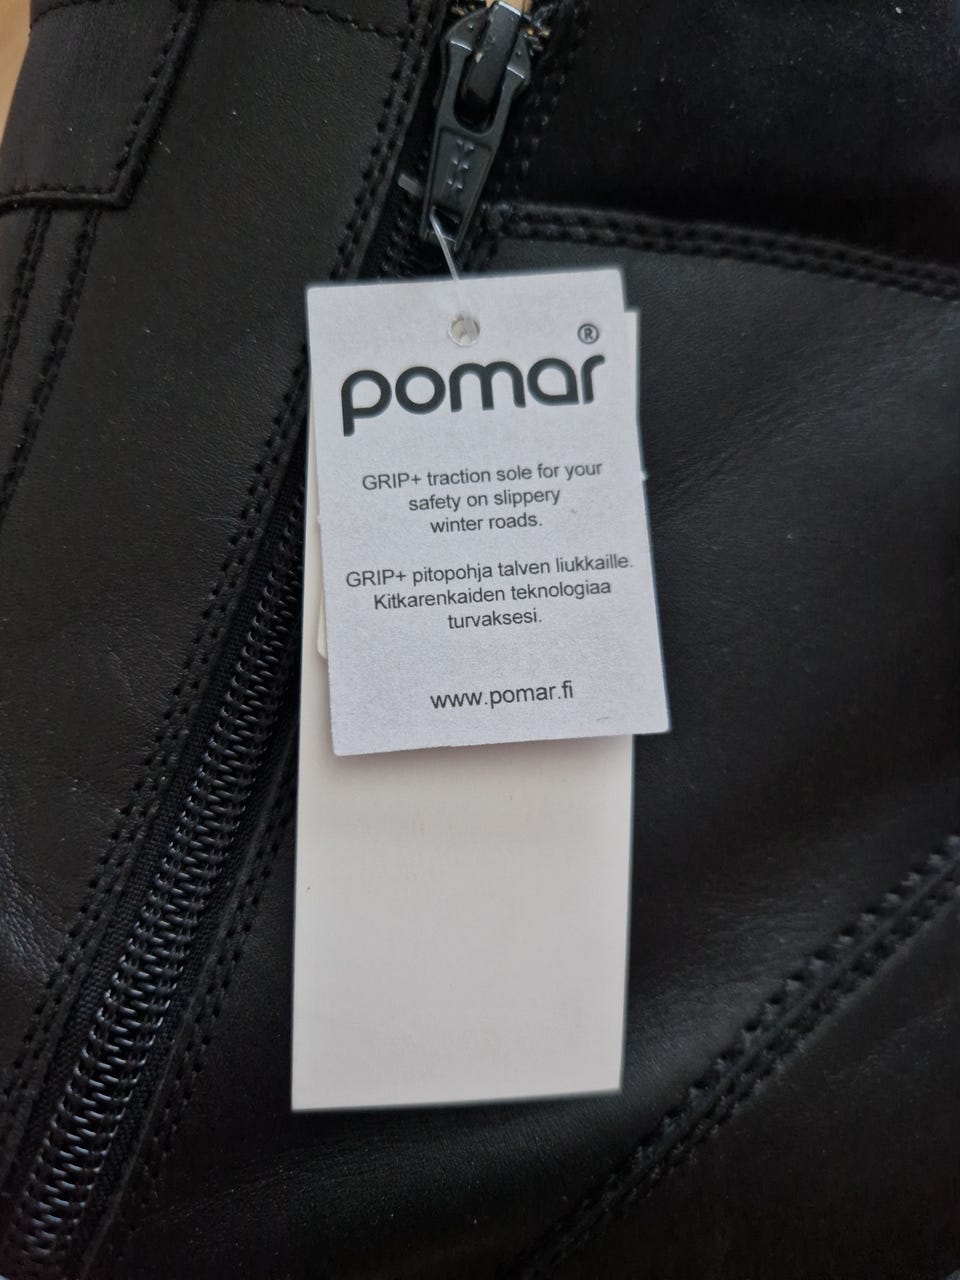 YKK
pomar®
GRIP+ traction sole for your
safety on slippery
winter roads.
GRIP+ pitopohja talven liukkaille.
Kitkarenkaiden teknologiaa
turvaksesi.
www.pomar.fi